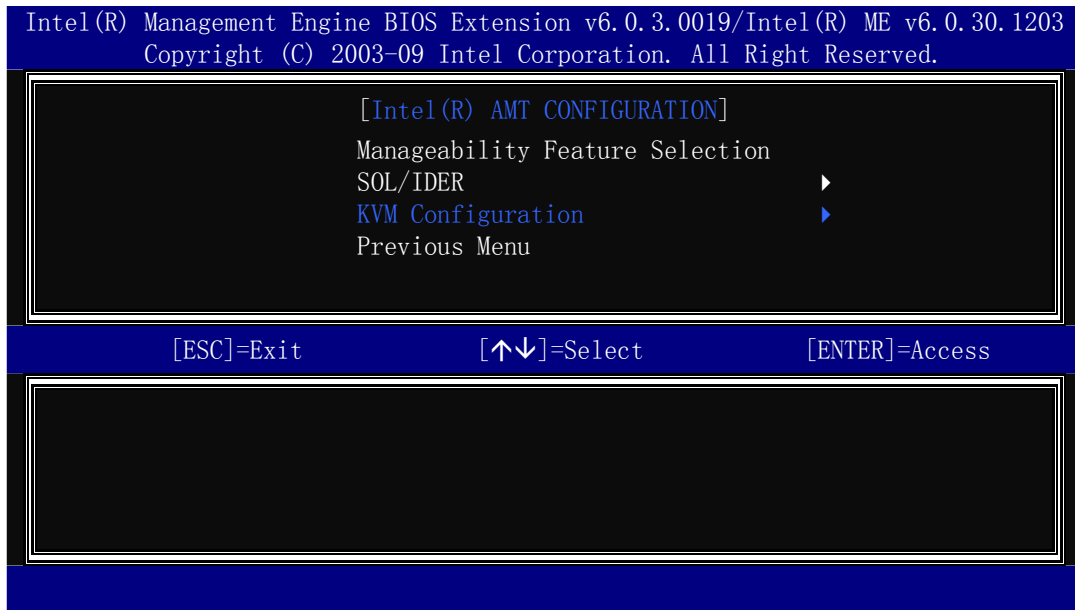 Intel(R) Management Engine BIOS Extension v6.0.3.0019/Intel(R) ME v6.0.30.1203
Copyright (C) 2003-09 Intel Corporation. All Right Reserved.
[Intel(R) AMT CONFIGURATION]
Manageability Feature Selection
SOL/IDER ▶
KVM Configuration ▶
Previous Menu
[ESC]=Exit [↑↓]=Select [ENTER]=Access